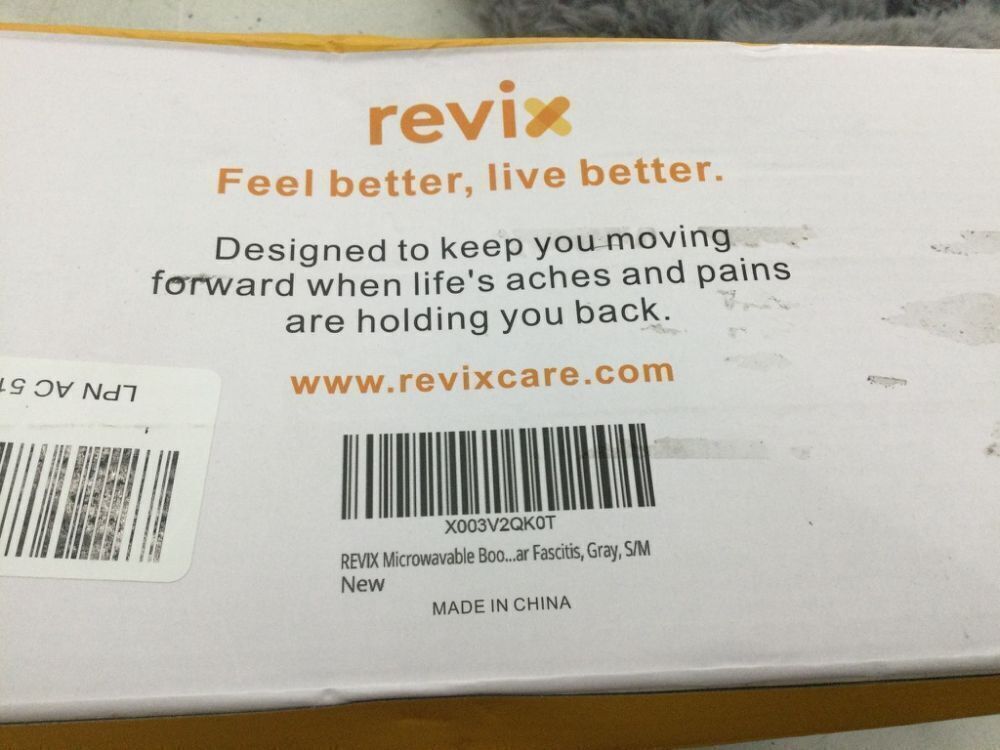 revix
Feel better, live better.
Designed to keep you moving
forward when life's aches and pains
are holding you back.
www.revixcare.com
LPN AC 51
X003V2QK0T
REVIX Microwavable Boo...ar Fascitis, Gray, S/M
New
MADE IN CHINA